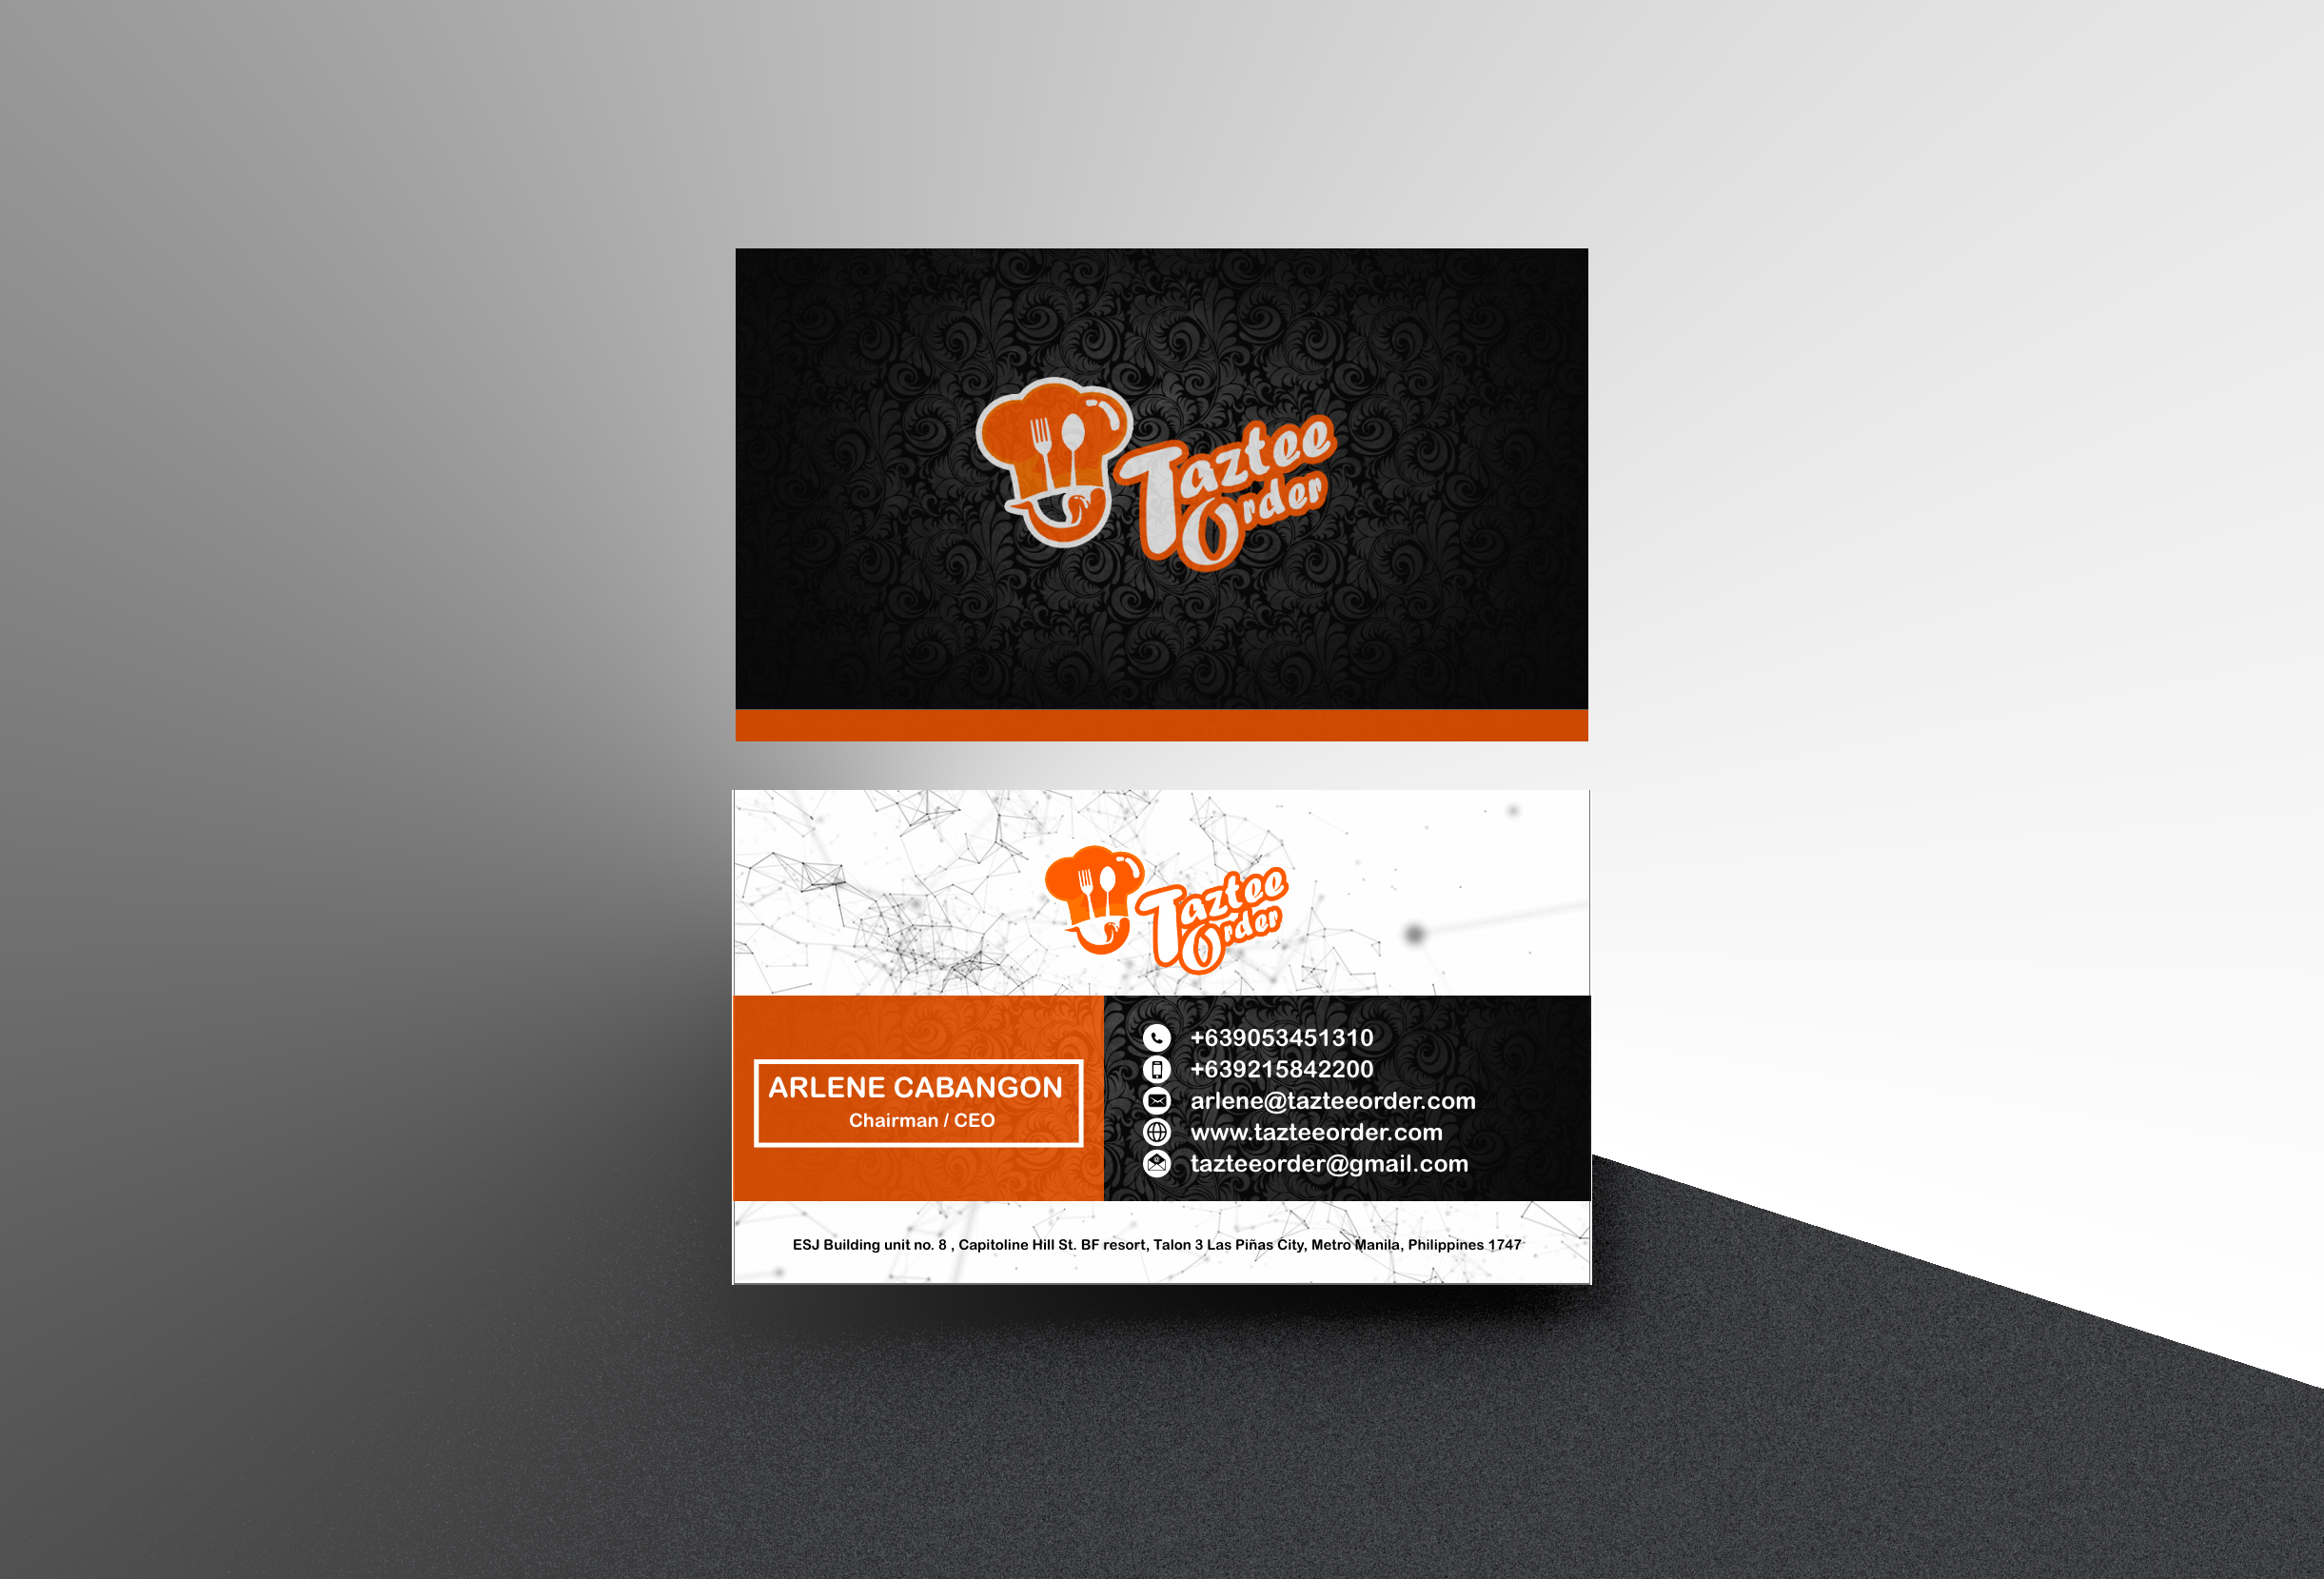 Taztee
Order
Taztee
Order
ARLENE CABANGON
Chairman / CEO
+639053451310
+639215842200
arlene@tazteeorder.com
www.tazteeorder.com
tazteeorder@gmail.com
ESJ Building unit no. 8 , Capitoline Hill St. BF resort, Talon 3 Las Piñas City, Metro Manila, Philippines 1747